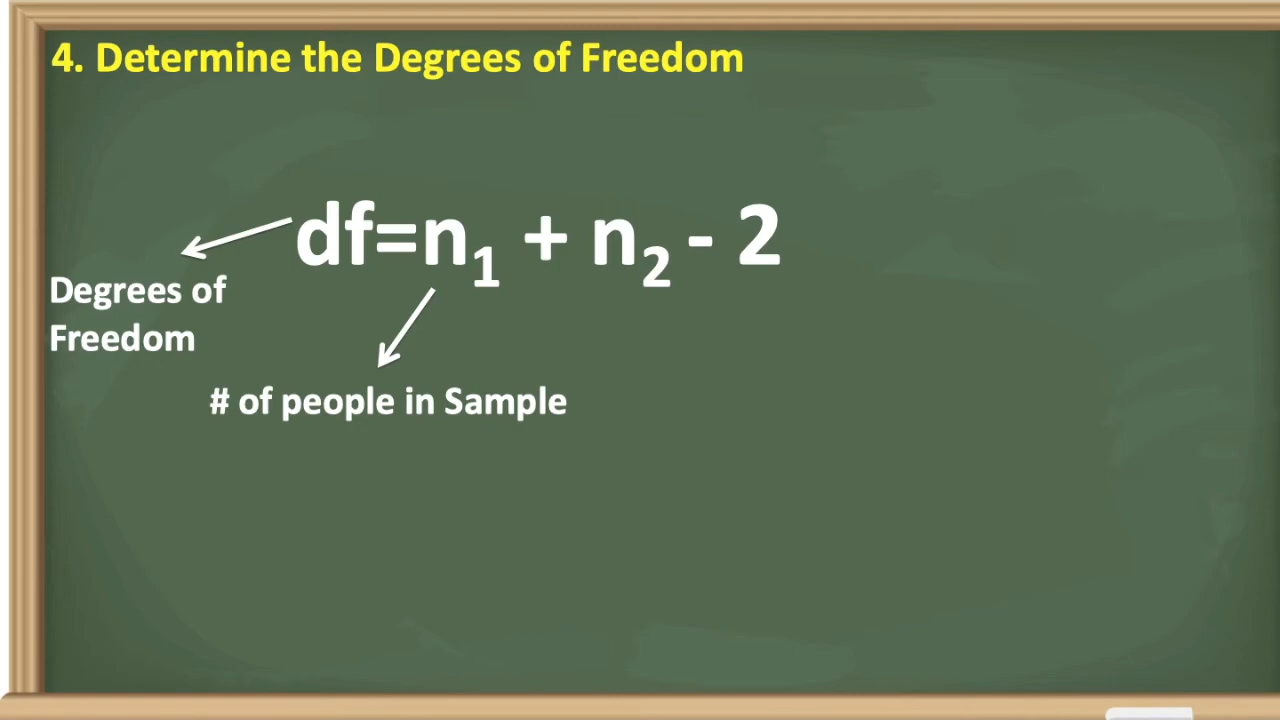 4. Determine the Degrees of Freedom
df=n₁ + n₂ - 2
Degrees of
Freedom
# of people in Sample